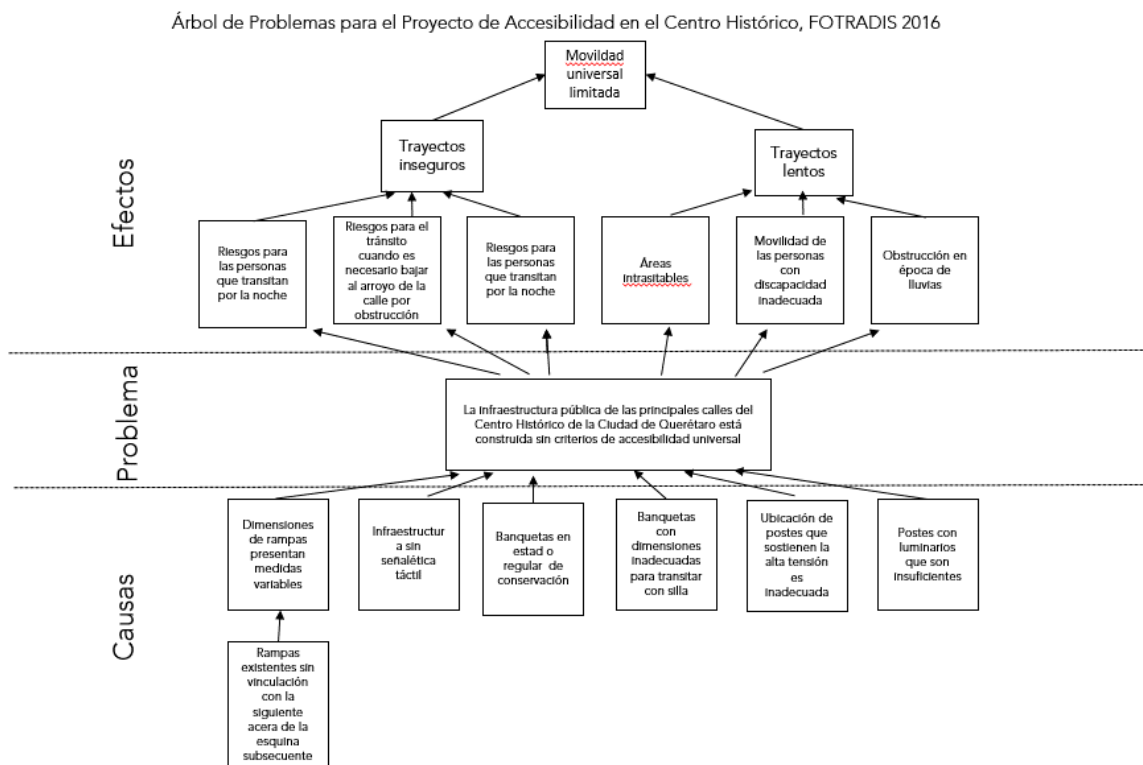 Árbol de Problemas para el Proyecto de Accesibilidad en el Centro Histórico, FOTRADIS 2016
Movildad
universal
limitada
Efectos
Trayectos
inseguros
Trayectos
lentos
Riesgos para
las personas
que transitan
por la noche
Riesgos para el
tránsito
cuando es
necesario bajar
al arroyo de la
calle por
obstrucción
Riesgos para
las personas
que transitan
por la noche
Áreas
intrasitables
Movilidad de
las personas
con
discapacidad
inadecuada
Obstrucción en
época de
lluvias
Problema
La infraestructura pública de las principales calles del
Centro Histórico de la Ciudad de Querétaro está
construida sin criterios de accesibilidad universal
Causas
Dimensiones
de rampas
presentan
medidas
variables
Infraestructur
a sin
señalética
táctil
Banquetas en
estad o
regular de
conservación
Banquetas
con
dimensiones
inadecuadas
para transitar
con silla
Ubicación de
postes que
sostienen la
alta tensión
es
inadecuada
Postes con
luminarios
que son
insuficientes
Rampas
existentes sin
vinculación
con la
siguiente
acera de la
esquina
subsecuente